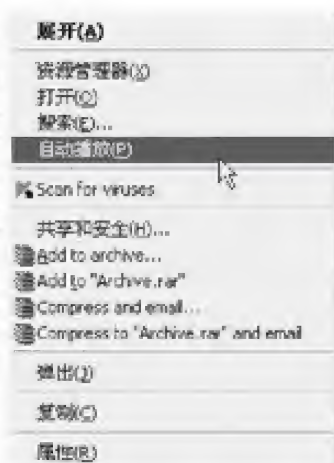 展开(A)
资源管理器(X)
打开(O)
搜索(E)...
自动播放(P)
Scan for viruses
共享和安全(H)...
Add to archive...
Add to "Archive.rar"
Compress and email...
Compress to "Archive.rar" and email
弹出(J)
复制(C)
属性(R)